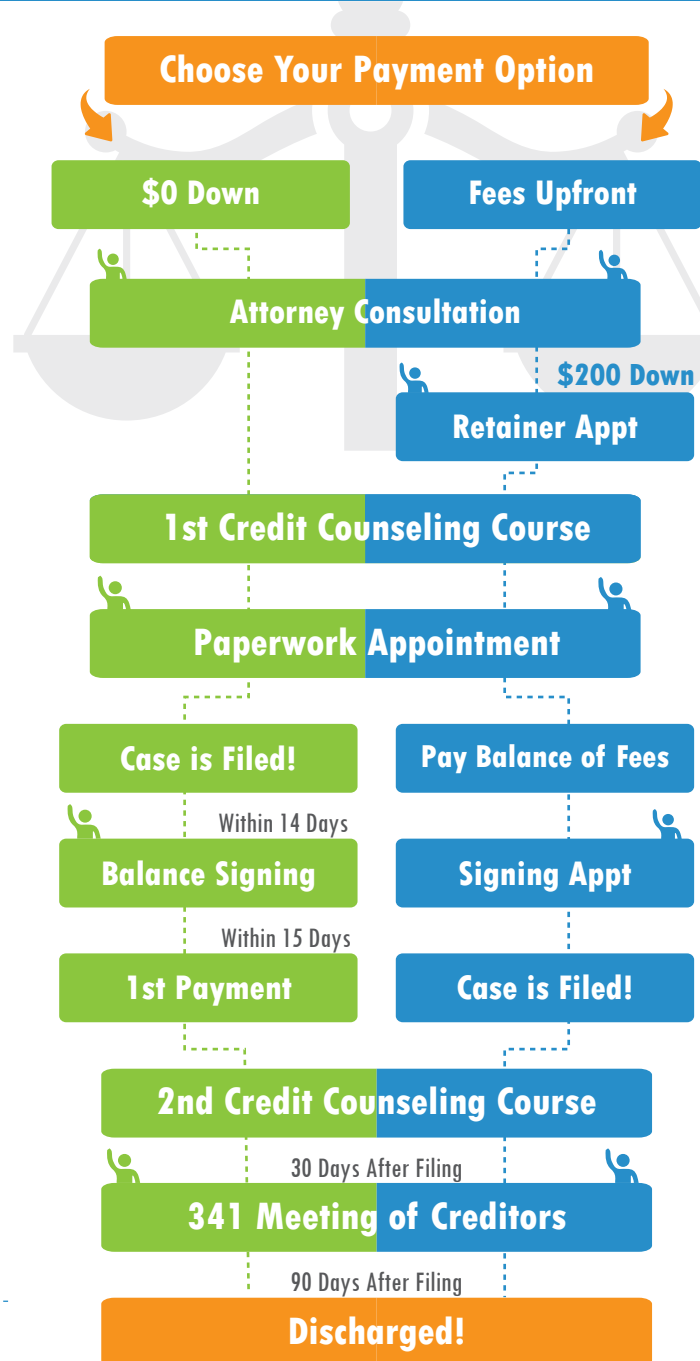 Choose Your Payment Option
$0 Down
Fees Upfront
Attorney Consultation
$200 Down
Retainer Appt
1st Credit Counseling Course
Paperwork Appointment
Case is Filed!
Pay Balance of Fees
Within 14 Days
Balance Signing
Signing Appt
Within 15 Days
1st Payment
Case is Filed!
2nd Credit Counseling Course
30 Days After Filing
341 Meeting of Creditors
90 Days After Filing
Discharged!